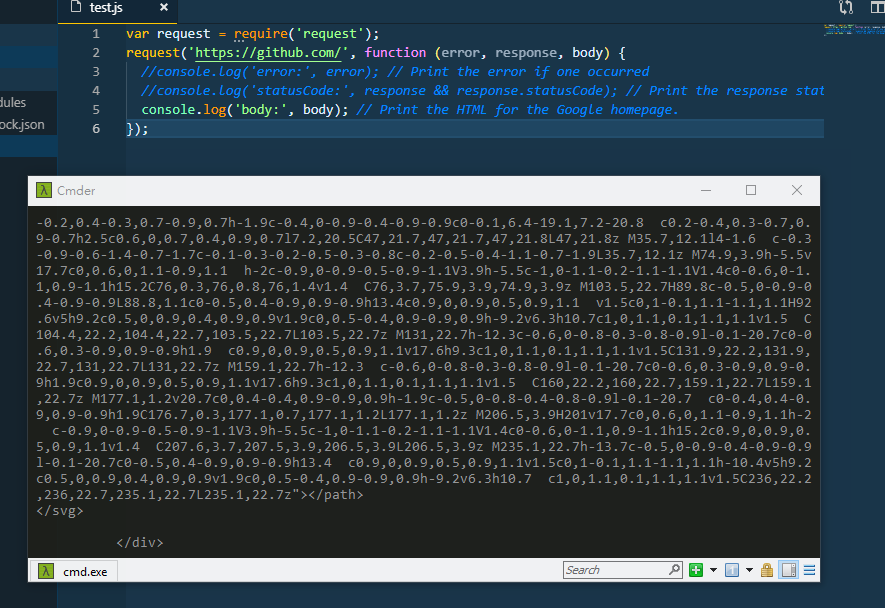 test.js
1 var request = require('request');
2 request('https://github.com/', function (error, response, body) {
3 //console.log('error:', error); // Print the error if one occurred
dules
4 //console.log('statusCode:', response && response.statusCode); // Print the response stat
ock.json
5 console.log('body:', body); // Print the HTML for the Google homepage.
6 });
Cmder
-0.2,0.4-0.3,0.7-0.9,0.7h-1.9c-0.4,0-0.9-0.4-0.9-0.9c0-0.1,6.4-19.1,7.2-20.8  c0.2-0.4,0.3-0.7,0.
9-0.7h2.5c0.6,0,0.7,0.4,0.9,0.7l7.2,20.5C47,21.7,47,21.7,47,21.8L47,21.8z M35.7,12.1l4-1.6  c-0.3
-0.9-0.6-1.4-0.7-1.7c-0.1-0.3-0.2-0.5-0.3-0.8c-0.2-0.5-0.4-1.1-0.7-1.9L35.7,12.1z M74.9,3.9h-5.5v
17.7c0,0.6,0,1.1-0.9,1.1  h-2c-0.9,0-0.9-0.5-0.9-1.1V3.9h-5.5c-1,0-1.1-0.2-1.1-1.1V1.4c0-0.6,0-1.
1,0.9-1.1h15.2C76,0.3,76,0.8,76,1.4v1.4  C76,3.7,75.9,3.9,74.9,3.9z M103.5,22.7H89.8c-0.5,0-0.9-0
.4-0.9-0.9L88.8,1.1c0-0.5,0.4-0.9,0.9-0.9h13.4c0.9,0,0.9,0.5,0.9,1.1  v1.5c0,1-0.1,1.1-1.1,1.1H92
.6v5h9.2c0.5,0,0.9,0.4,0.9,0.9v1.9c0,0.5-0.4,0.9-0.9,0.9h-9.2v6.3h10.7c1,0,1.1,0.1,1.1,1.1v1.5  C
104.4,22.2,104.4,22.7,103.5,22.7L103.5,22.7z M131,22.7h-12.3c-0.6,0-0.8-0.3-0.8-0.9l-0.1-20.7c0-0
.6,0.3-0.9,0.9-0.9h1.9  c0.9,0,0.9,0.5,0.9,1.1v17.6h9.3c1,0,1.1,0.1,1.1,1.1v1.5C131.9,22.2,131.9,
22.7,131,22.7L131,22.7z M159.1,22.7h-12.3  c-0.6,0-0.8-0.3-0.8-0.9l-0.1-20.7c0-0.6,0.3-0.9,0.9-0.
9h1.9c0.9,0,0.9,0.5,0.9,1.1v17.6h9.3c1,0,1.1,0.1,1.1,1.1v1.5  C160,22.2,160,22.7,159.1,22.7L159.1
,22.7z M177.1,1.2v20.7c0,0.4-0.4,0.9-0.9,0.9h-1.9c-0.5,0-0.8-0.4-0.8-0.9l-0.1-20.7  c0-0.4,0.4-0.
9,0.9-0.9h1.9C176.7,0.3,177.1,0.7,177.1,1.2L177.1,1.2z M206.5,3.9H201v17.7c0,0.6,0,1.1-0.9,1.1h-2
  c-0.9,0-0.9-0.5-0.9-1.1V3.9h-5.5c-1,0-1.1-0.2-1.1-1.1V1.4c0-0.6,0-1.1,0.9-1.1h15.2c0.9,0,0.9,0.
5,0.9,1.1v1.4  C207.6,3.7,207.5,3.9,206.5,3.9L206.5,3.9z M235.1,22.7h-13.7c-0.5,0-0.9-0.4-0.9-0.9
l-0.1-20.7c0-0.5,0.4-0.9,0.9-0.9h13.4  c0.9,0,0.9,0.5,0.9,1.1v1.5c0,1-0.1,1.1-1.1,1.1h-10.4v5h9.2
c0.5,0,0.9,0.4,0.9,0.9v1.9c0,0.5-0.4,0.9-0.9,0.9h-9.2v6.3h10.7  c1,0,1.1,0.1,1.1,1.1v1.5C236,22.2
,236,22.7,235.1,22.7L235.1,22.7z"></path>
</svg>
</div>
cmd.exe
Search